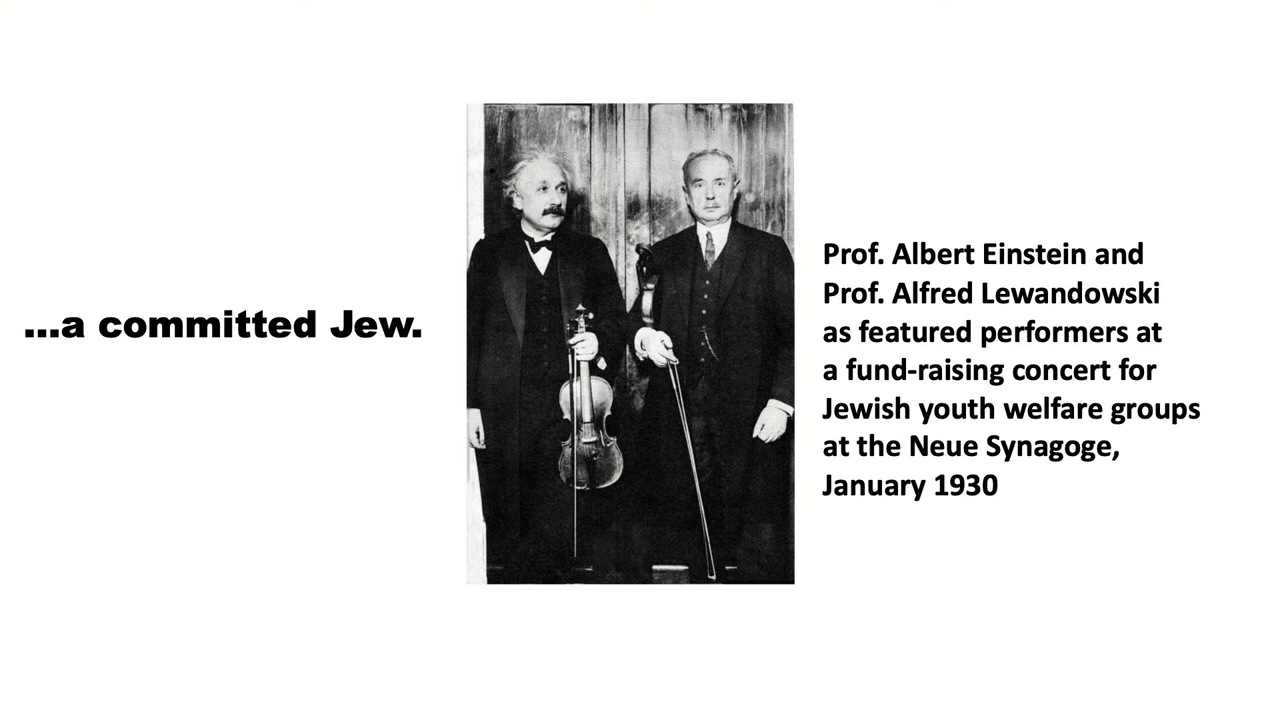 ...a committed Jew.
Prof. Albert Einstein and
Prof. Alfred Lewandowski
as featured performers at
a fund-raising concert for
Jewish youth welfare groups
at the Neue Synagoge,
January 1930